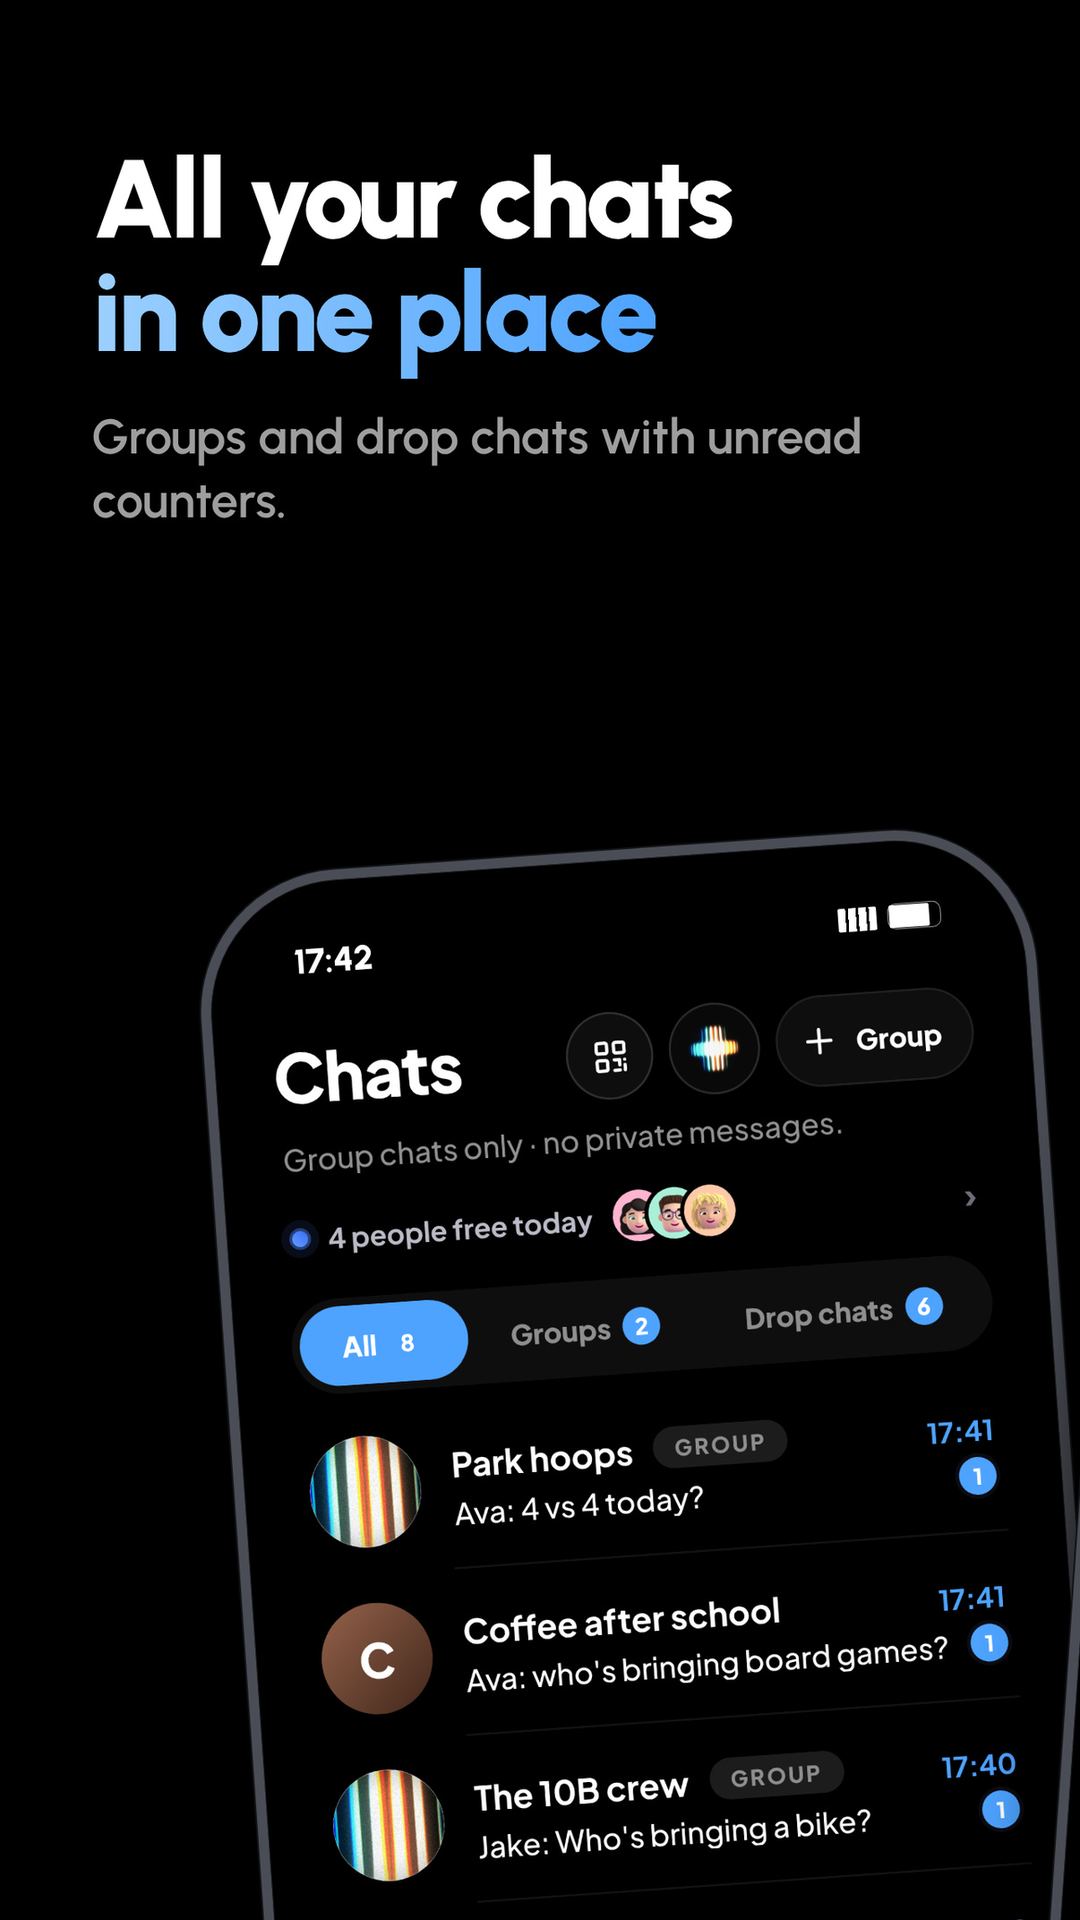 All your chats
in one place
Groups and drop chats with unread
counters.
17:42
Chats
+ Group
Group chats only · no private messages.
4 people free today
All 8
Groups 2
Drop chats 6
Park hoops GROUP 17:41
Ava: 4 vs 4 today? 1
Coffee after school 17:41
C
Ava: who's bringing board games? 1
The 10B crew GROUP 17:40
Jake: Who's bringing a bike? 1